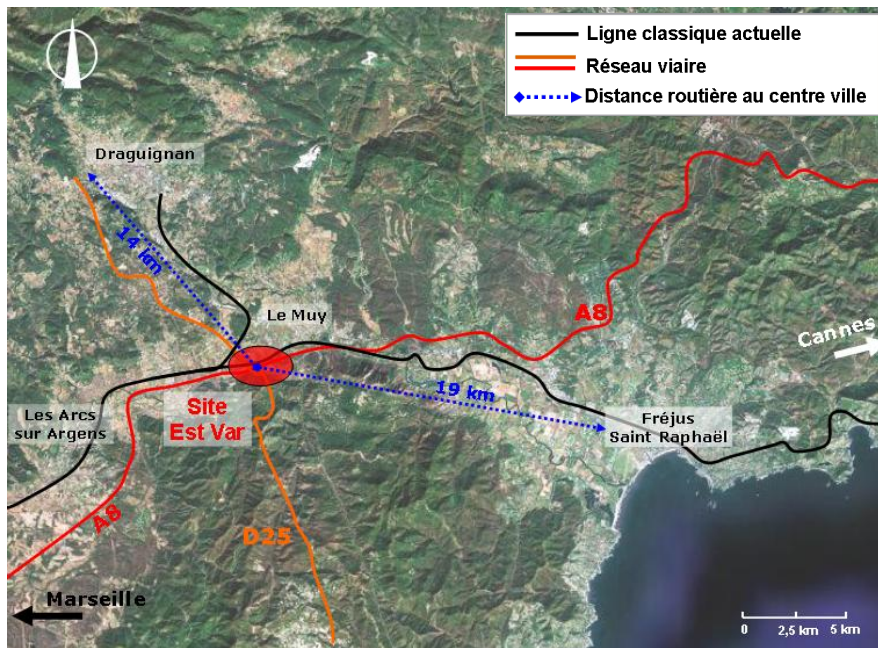 Ligne classique actuelle
Réseau viaire
Distance routière au centre ville
Draguignan
14 km
Le Muy
A8
Cannes
19 km
Les Arcs
sur Argens
Site
Est Var
Fréjus
Saint Raphaël
A8
D25
Marseille
0 2,5 km 5 km